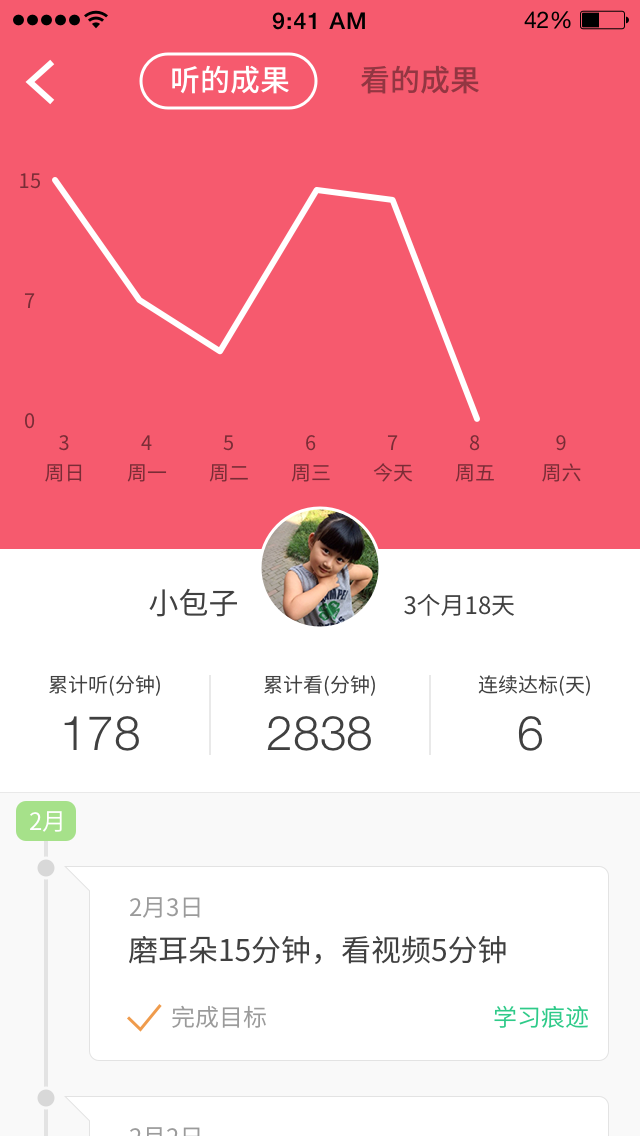 9:41 AM
42%
听的成果
看的成果
15
7
0
3 4 5 6 7 8 9
周日 周一 周二 周三 今天 周五 周六
小包子
3个月18天
累计听(分钟) 累计看(分钟) 连续达标(天)
178 2838 6
2月
2月3日
磨耳朵15分钟，看视频5分钟
完成目标
学习痕迹
2月2日